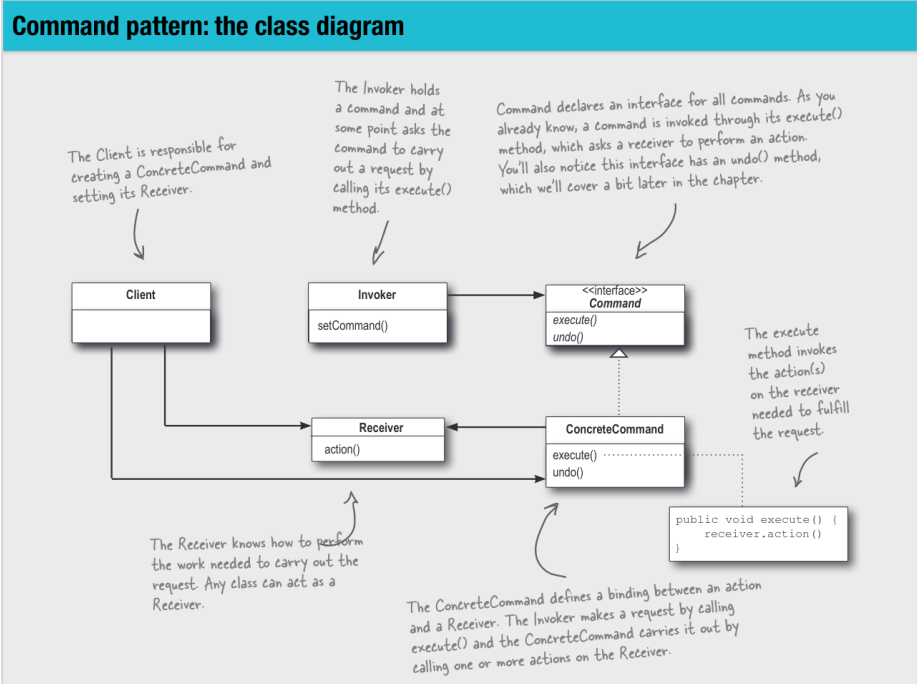 Command pattern: the class diagram
The Client is responsible for
creating a ConcreteCommand and
setting its Receiver.
The Invoker holds
a command and at
some point asks the
command to carry
out a request by
calling its execute()
method.
Command declares an interface for all commands. As you
already know, a command is invoked through its execute()
method, which asks a receiver to perform an action.
You'll also notice this interface has an undo() method,
which we'll cover a bit later in the chapter.
Client
Invoker
setCommand()
<<interface>>
Command
execute()
undo()
The execute
method invokes
the action(s)
on the receiver
needed to fulfill
the request.
Receiver
action()
ConcreteCommand
execute()
undo()
public void execute() {
receiver.action()
}
The Receiver knows how to perform
the work needed to carry out the
request. Any class can act as a
Receiver.
The ConcreteCommand defines a binding between an action
and a Receiver. The Invoker makes a request by calling
execute() and the ConcreteCommand carries it out by
calling one or more actions on the Receiver.